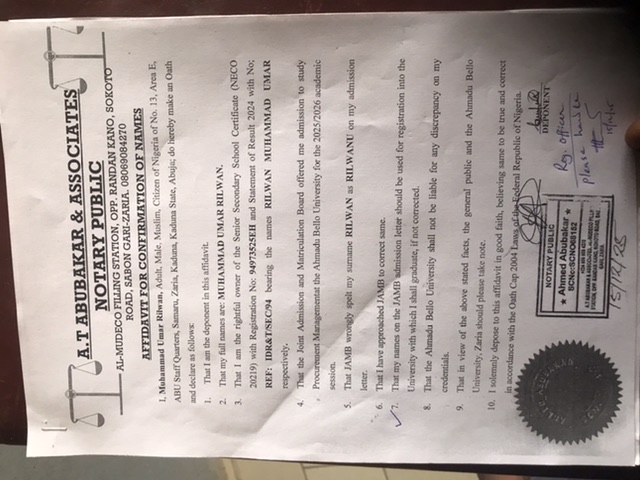 A.T ABUBAKAR & ASSOCIATES
NOTARY PUBLIC
AL-MUDECO FILLING STATION, OPP. BANDAN KANO, SOKOTO
ROAD, SABON GARI-ZARIA. 08069084270
AFFIDAVIT FOR CONFIRMATION OF NAMES
I, Muhammad Umar Rilwan, Adult, Male, Muslim, Citizen of Nigeria of No. 13, Area E,
ABU Staff Quarters, Samaru, Zaria, Kaduna, Kaduna State, Abuja; Do hereby make an Oath
and declare as follows:
1. That I am the deponent in this affidavit.
2. That my full names are: MUHAMMAD UMAR RILWAN.
3. That I am the rightful owner of the Senior Secondary School Certificate (NECO
20219) with Registration No: 94973525EH and Statement of Result 2024 with No;
REF: IDR&T/SEC/94 bearing the names RILWAN MUHAMMAD UMAR
respectively.
4. That the Joint Admission and Matriculation Board offered me admission to study
Procurement Managementat the Ahmadu Bello University for the 2025/2026 academic
session.
5. That JAMB wrongly spelt my surname RILWAN as RILWANU on my admission
letter.
6. That I have approached JAMB to correct same.
7. That my names on the JAMB admission letter should be used for registration into the
University with which I shall graduate, if not corrected.
8. That the Ahmadu Bello University shall not be liable for any discrepancy on my
credentials.
9. That in view of the above stated facts, the general public and the Ahmadu Bello
University, Zaria should please take note.
10. I solemnly depose to this affidavit in good faith, believing same to be true and correct
in accordance with the Oath Cap 2004 Laws of the Federal Republic of Nigeria.
DEPONENT
NOTARY PUBLIC
Ahmed Abubakar
Reg. officer
please
15/12/25